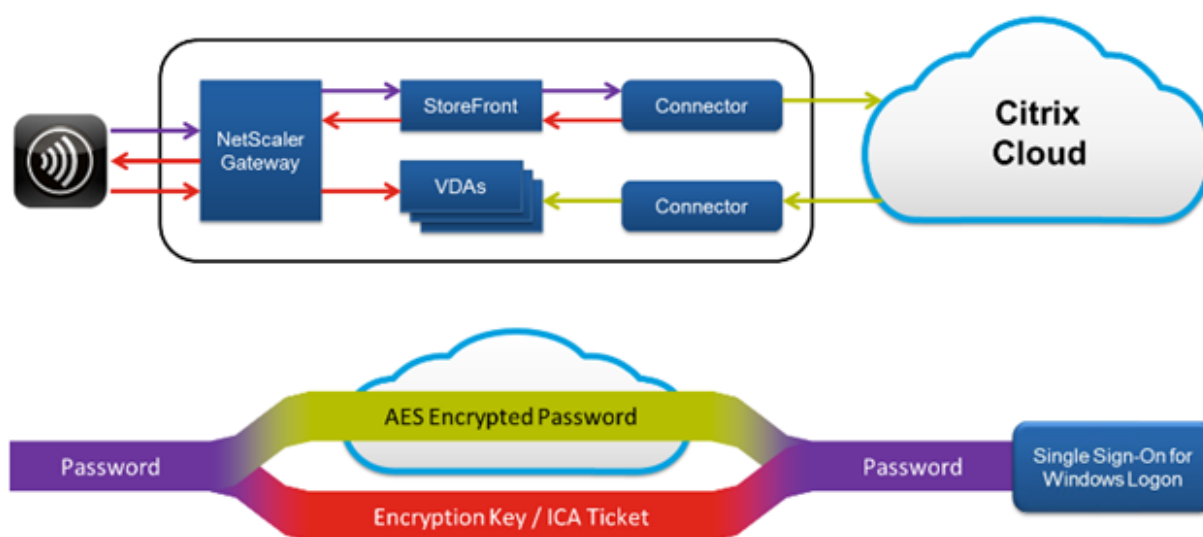 NetScaler
Gateway
StoreFront
Connector
Citrix
Cloud
VDAs
Connector
AES Encrypted Password
Password
Password
Single Sign-On for
Windows Logon
Encryption Key / ICA Ticket